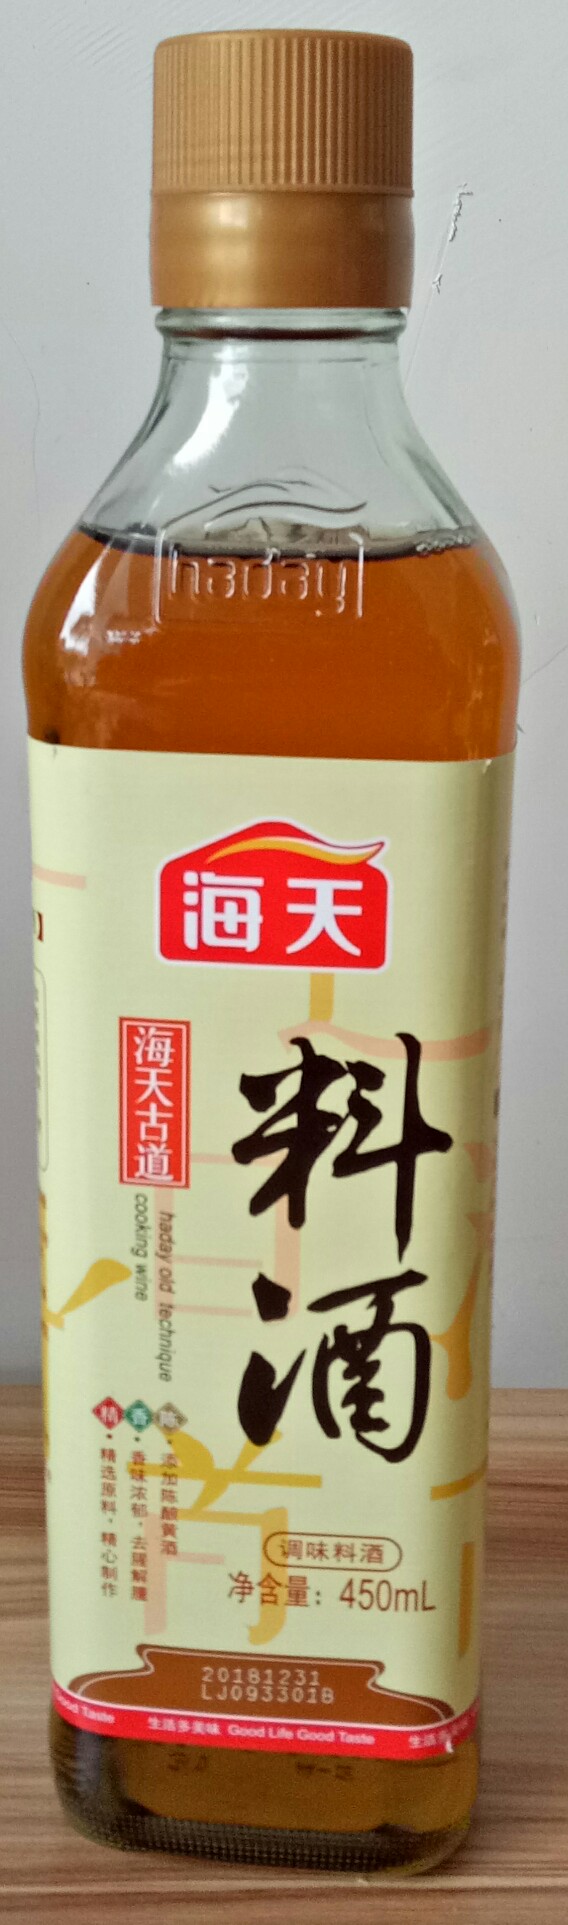 haday
海天
海天古道
haday old technique
cooking wine
料酒
陈·添加陈酿黄酒
香·香味浓郁，去腥解膻
精·精选原料，精心制作
调味料酒
净含量：450mL
20181231
LJ093301B
Good Taste
生活多美味 Good Life Good Taste